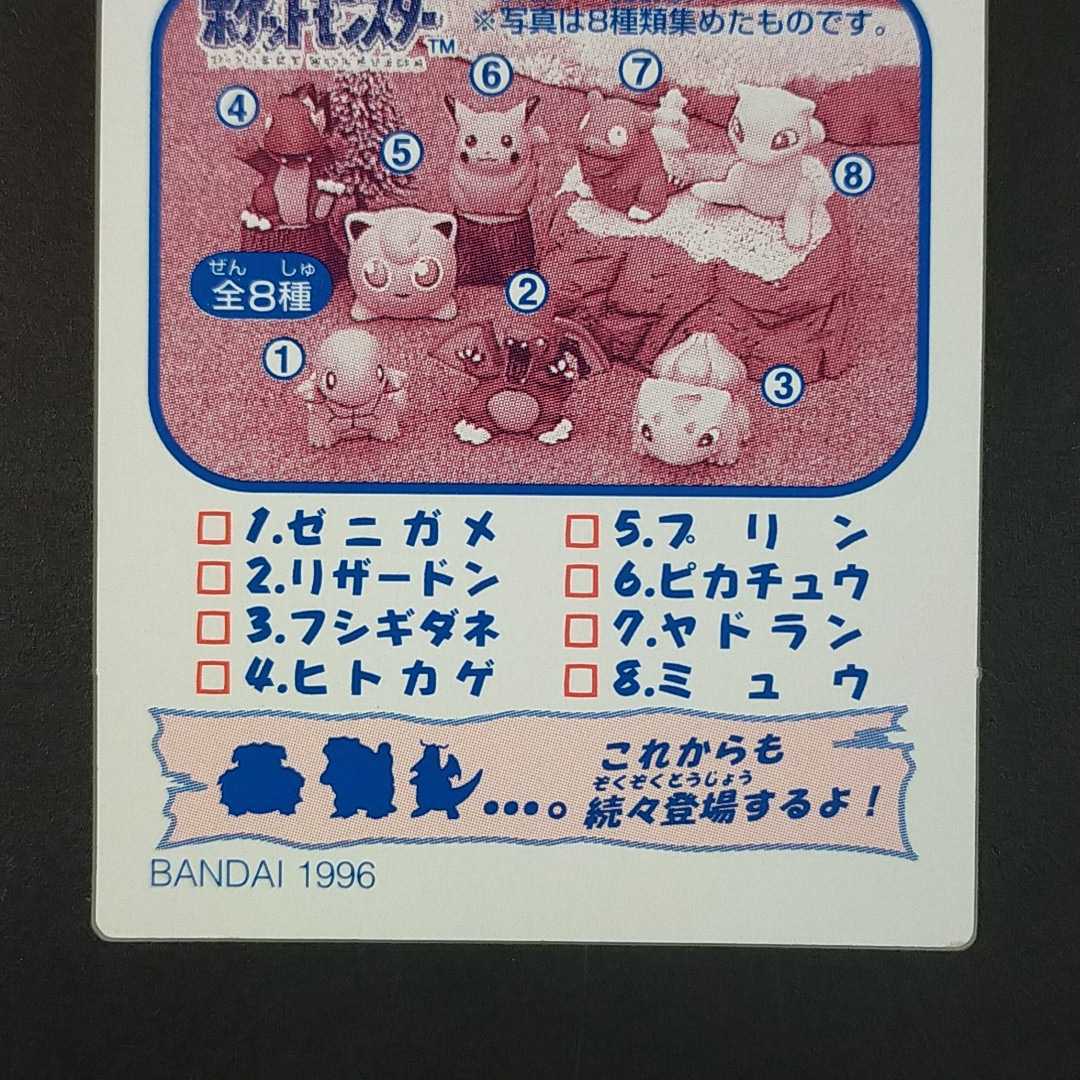 ポケットモンスター™
※写真は8種類集めたものです。
⑥
⑦
④
⑤
⑧
ぜん しゅ
全8種
②
①
③
□1.ゼニガメ
□2.リザードン
□3.フシギダネ
□4.ヒトカゲ
□5.プリン
□6.ピカチュウ
□7.ヤドラン
□8.ミュウ
これからも
ぞくぞくとうじょう
…。続々登場するよ！
BANDAI 1996